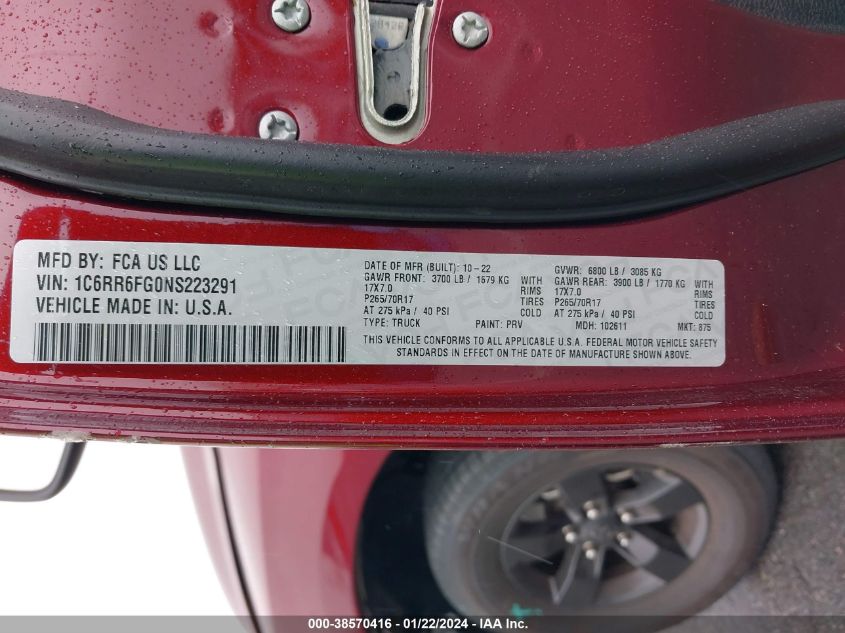 MFD BY: FCA US LLC
VIN: 1C6RR6FG0NS223291
VEHICLE MADE IN: U.S.A.
DATE OF MFR (BUILT): 10-22 GVWR: 6800 LB / 3085 KG
GAWR FRONT: 3700 LB / 1679 KG WITH GAWR REAR: 3900 LB / 1770 KG WITH
17X7.0 RIMS 17X7.0 RIMS
P265/70R17 TIRES P265/70R17 TIRES
AT 275 kPa / 40 PSI COLD AT 275 kPa / 40 PSI COLD
TYPE: TRUCK PAINT: PRV MDH: 102611 MKT: 875
THIS VEHICLE CONFORMS TO ALL APPLICABLE U.S.A. FEDERAL MOTOR VEHICLE SAFETY
STANDARDS IN EFFECT ON THE DATE OF MANUFACTURE SHOWN ABOVE.
000-38570416 - 01/22/2024 - IAAI, Inc.